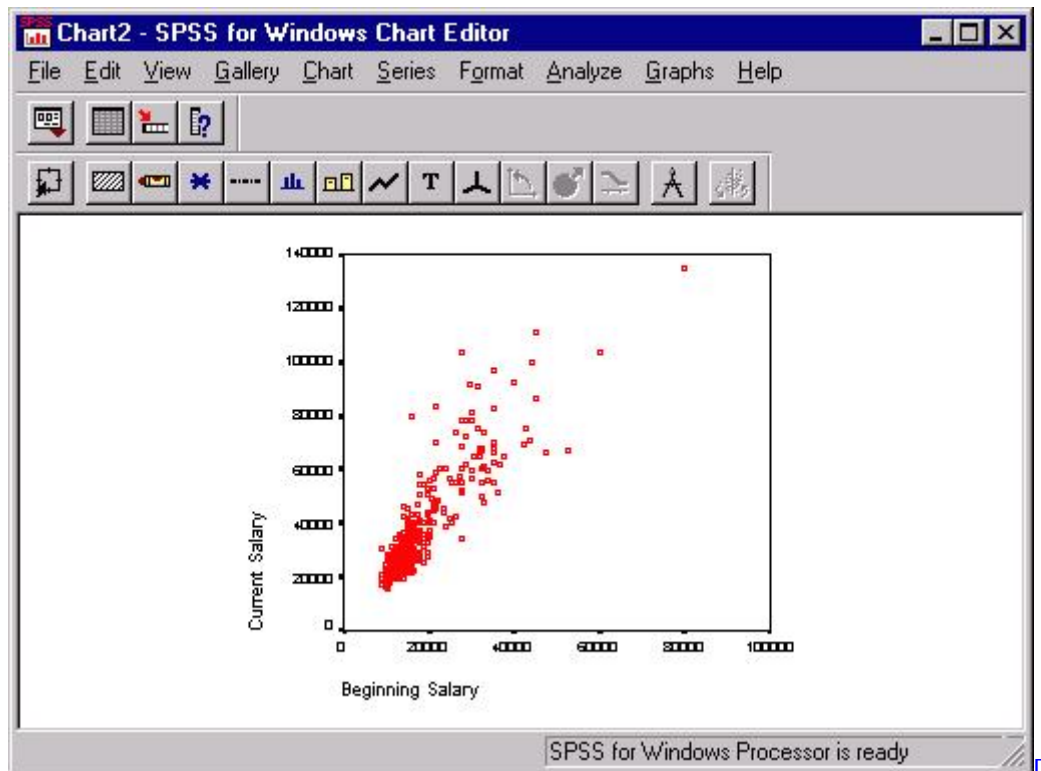 SPSS
Chart2 - SPSS for Windows Chart Editor
File Edit View Gallery Chart Series Format Analyze Graphs Help
T
140000
120000
100000
80000
60000
40000
20000
0
Current Salary
0 20000 40000 60000 80000 100000
Beginning Salary
SPSS for Windows Processor is ready